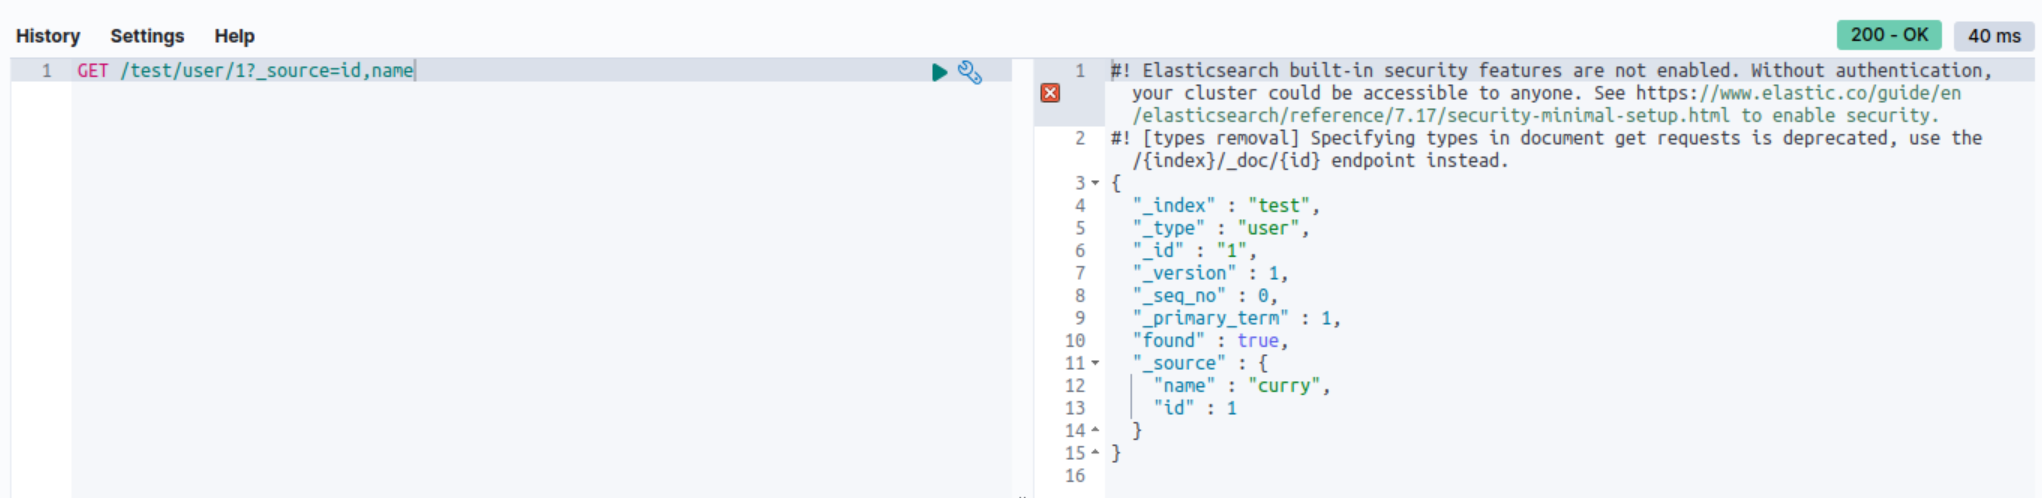 History Settings Help
200 - OK 40 ms
1 GET /test/user/1?_source=id,name
1 #! Elasticsearch built-in security features are not enabled. Without authentication,
your cluster could be accessible to anyone. See https://www.elastic.co/guide/en
/elasticsearch/reference/7.17/security-minimal-setup.html to enable security.
2 #! [types removal] Specifying types in document get requests is deprecated, use the
/{index}/_doc/{id} endpoint instead.
3 {
4 "_index" : "test",
5 "_type" : "user",
6 "_id" : "1",
7 "_version" : 1,
8 "_seq_no" : 0,
9 "_primary_term" : 1,
10 "found" : true,
11 "_source" : {
12 "name" : "curry",
13 "id" : 1
14 }
15 }
16